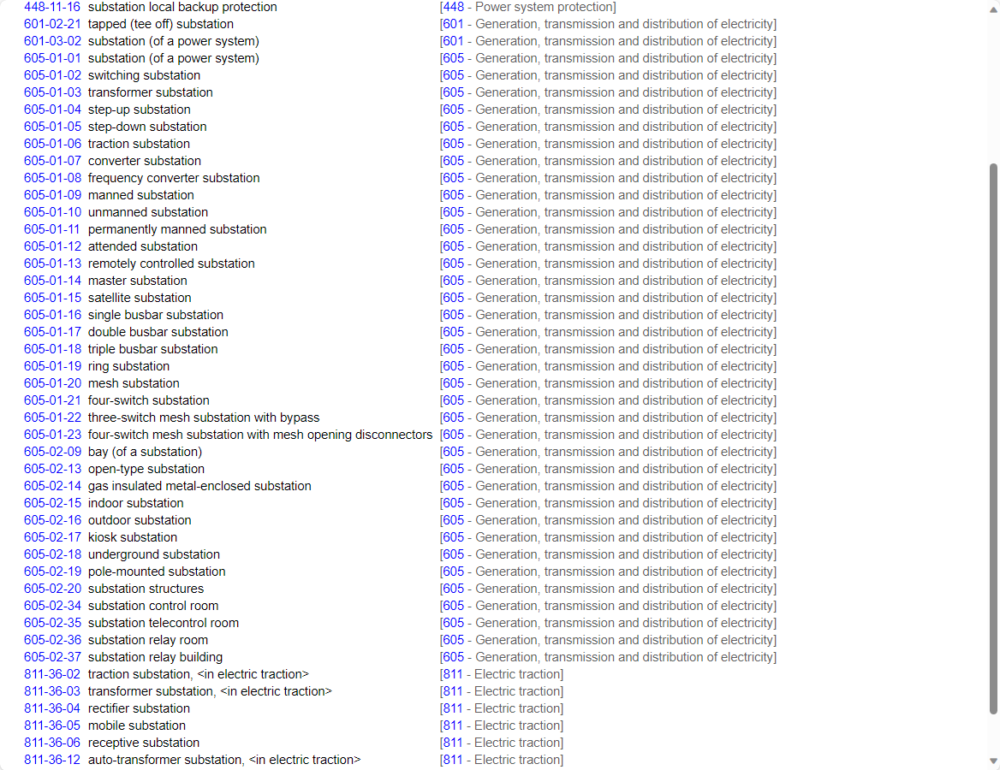 448-11-16 substation local backup protection [448 - Power system protection]
601-02-21 tapped (tee off) substation [601 - Generation, transmission and distribution of electricity]
601-03-02 substation (of a power system) [601 - Generation, transmission and distribution of electricity]
605-01-01 substation (of a power system) [605 - Generation, transmission and distribution of electricity]
605-01-02 switching substation [605 - Generation, transmission and distribution of electricity]
605-01-03 transformer substation [605 - Generation, transmission and distribution of electricity]
605-01-04 step-up substation [605 - Generation, transmission and distribution of electricity]
605-01-05 step-down substation [605 - Generation, transmission and distribution of electricity]
605-01-06 traction substation [605 - Generation, transmission and distribution of electricity]
605-01-07 converter substation [605 - Generation, transmission and distribution of electricity]
605-01-08 frequency converter substation [605 - Generation, transmission and distribution of electricity]
605-01-09 manned substation [605 - Generation, transmission and distribution of electricity]
605-01-10 unmanned substation [605 - Generation, transmission and distribution of electricity]
605-01-11 permanently manned substation [605 - Generation, transmission and distribution of electricity]
605-01-12 attended substation [605 - Generation, transmission and distribution of electricity]
605-01-13 remotely controlled substation [605 - Generation, transmission and distribution of electricity]
605-01-14 master substation [605 - Generation, transmission and distribution of electricity]
605-01-15 satellite substation [605 - Generation, transmission and distribution of electricity]
605-01-16 single busbar substation [605 - Generation, transmission and distribution of electricity]
605-01-17 double busbar substation [605 - Generation, transmission and distribution of electricity]
605-01-18 triple busbar substation [605 - Generation, transmission and distribution of electricity]
605-01-19 ring substation [605 - Generation, transmission and distribution of electricity]
605-01-20 mesh substation [605 - Generation, transmission and distribution of electricity]
605-01-21 four-switch substation [605 - Generation, transmission and distribution of electricity]
605-01-22 three-switch mesh substation with bypass [605 - Generation, transmission and distribution of electricity]
605-01-23 four-switch mesh substation with mesh opening disconnectors [605 - Generation, transmission and distribution of electricity]
605-02-09 bay (of a substation) [605 - Generation, transmission and distribution of electricity]
605-02-13 open-type substation [605 - Generation, transmission and distribution of electricity]
605-02-14 gas insulated metal-enclosed substation [605 - Generation, transmission and distribution of electricity]
605-02-15 indoor substation [605 - Generation, transmission and distribution of electricity]
605-02-16 outdoor substation [605 - Generation, transmission and distribution of electricity]
605-02-17 kiosk substation [605 - Generation, transmission and distribution of electricity]
605-02-18 underground substation [605 - Generation, transmission and distribution of electricity]
605-02-19 pole-mounted substation [605 - Generation, transmission and distribution of electricity]
605-02-20 substation structures [605 - Generation, transmission and distribution of electricity]
605-02-34 substation control room [605 - Generation, transmission and distribution of electricity]
605-02-35 substation telecontrol room [605 - Generation, transmission and distribution of electricity]
605-02-36 substation relay room [605 - Generation, transmission and distribution of electricity]
605-02-37 substation relay building [605 - Generation, transmission and distribution of electricity]
811-36-02 traction substation, <in electric traction> [811 - Electric traction]
811-36-03 transformer substation, <in electric traction> [811 - Electric traction]
811-36-04 rectifier substation [811 - Electric traction]
811-36-05 mobile substation [811 - Electric traction]
811-36-06 receptive substation [811 - Electric traction]
811-36-12 auto-transformer substation, <in electric traction> [811 - Electric traction]